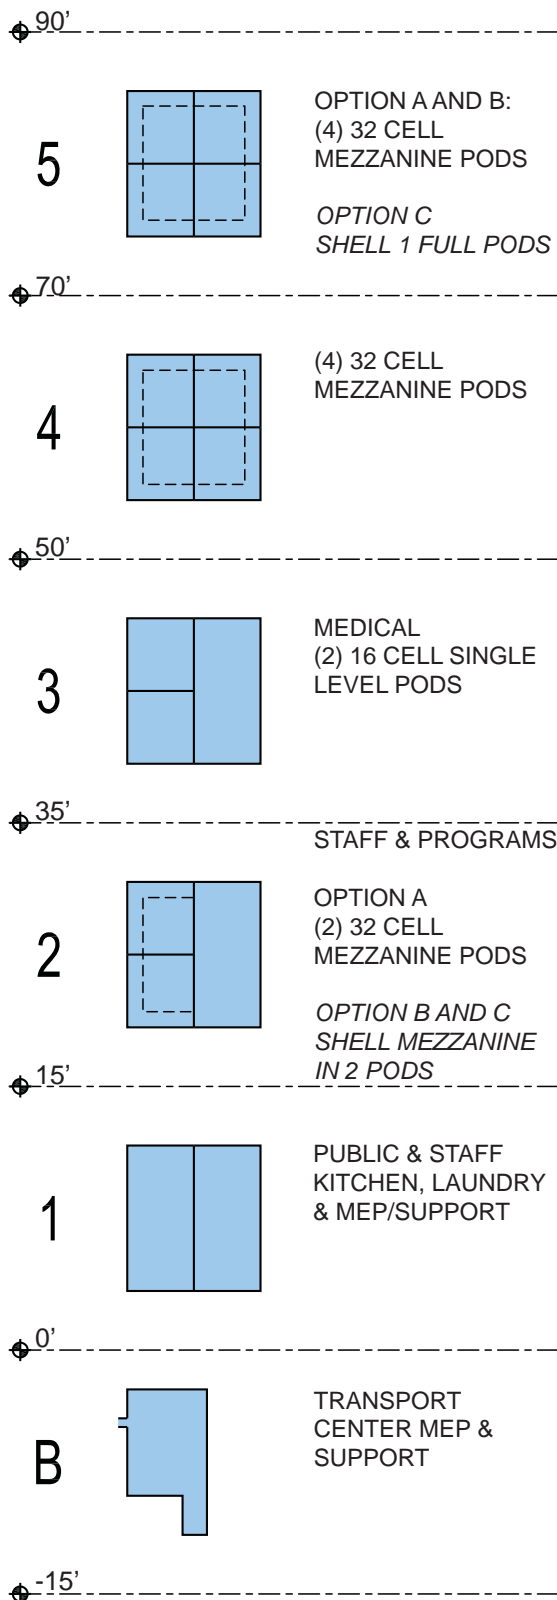 90’
5
OPTION A AND B:
(4) 32 CELL
MEZZANINE PODS
OPTION C
SHELL 1 FULL PODS
70’
4
(4) 32 CELL
MEZZANINE PODS
50’
3
MEDICAL
(2) 16 CELL SINGLE
LEVEL PODS
35’
STAFF & PROGRAMS
2
OPTION A
(2) 32 CELL
MEZZANINE PODS
OPTION B AND C
SHELL MEZZANINE
IN 2 PODS
15’
1
PUBLIC & STAFF
KITCHEN, LAUNDRY
& MEP/SUPPORT
0’
B
TRANSPORT
CENTER MEP &
SUPPORT
-15’